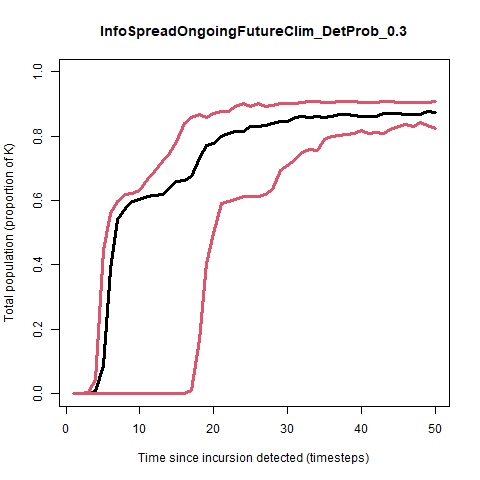 InfoSpreadOngoingFutureClim_DetProb_0.3
Total population (proportion of K)
1.0
0.8
0.6
0.4
0.2
0.0
0 10 20 30 40 50
Time since incursion detected (timesteps)